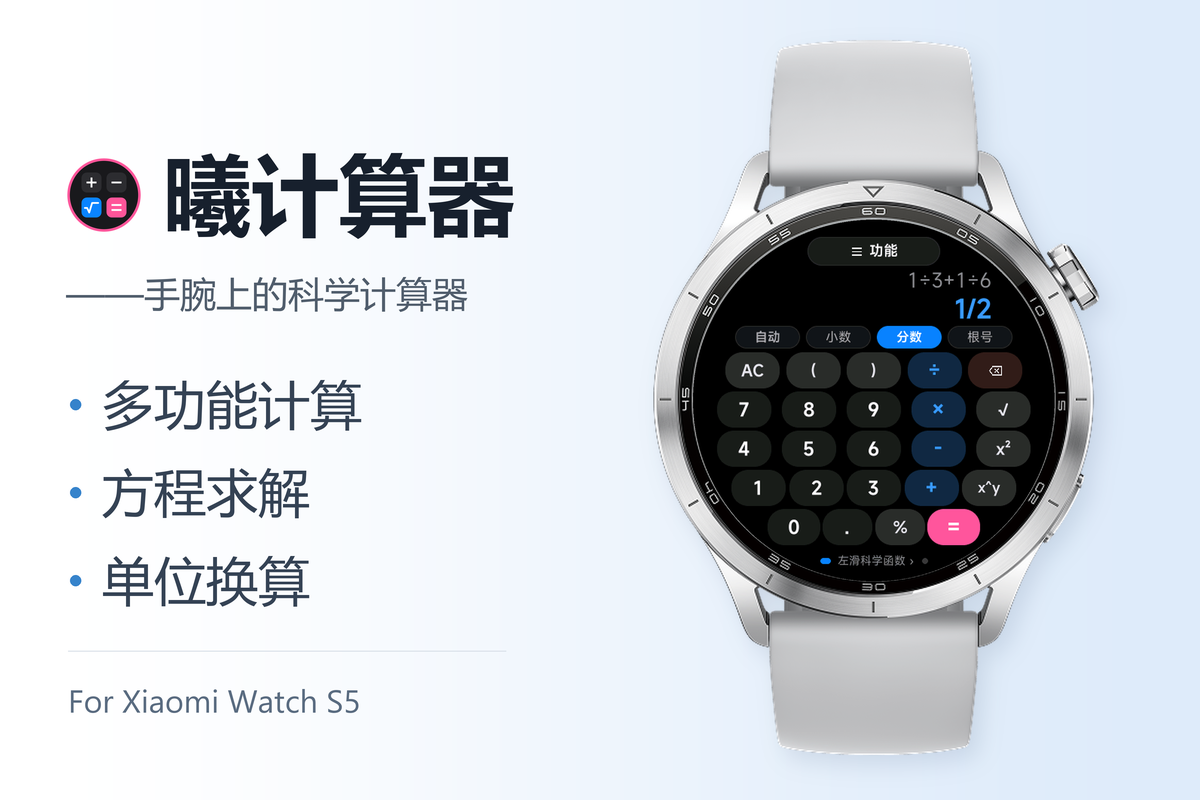 曦计算器
——手腕上的科学计算器
• 多功能计算
• 方程求解
• 单位换算
For Xiaomi Watch S5
60
55
05
50
10
45
15
40
20
35
25
30
☰ 功能
1÷3+1÷6
1/2
自动 小数 分数 根号
AC ( ) ÷ ⌫
7 8 9 × √
4 5 6 - x²
1 2 3 + x^y
0 . % =
左滑科学函数 ›